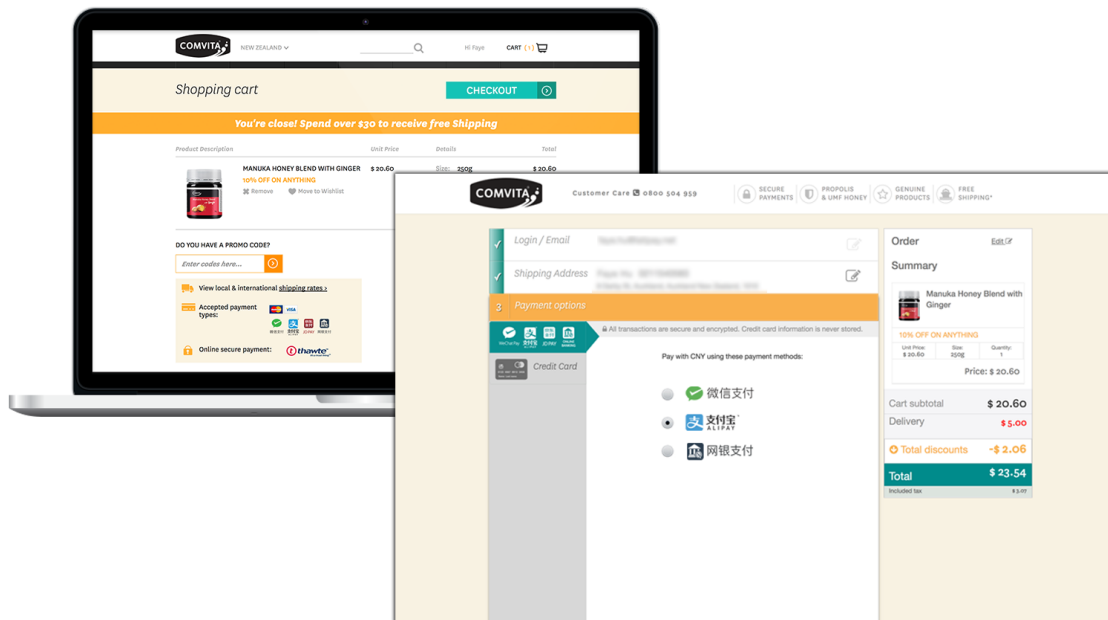 COMVITA
NEW ZEALAND
Hi Faye
CART (1)
Shopping cart
CHECKOUT
You're close! Spend over $30 to receive free Shipping
Product Description Unit Price Details Total
MANUKA HONEY BLEND WITH GINGER $ 20.60 Size: 250g $ 20.60
10% OFF ON ANYTHING
Remove Move to Wishlist
DO YOU HAVE A PROMO CODE?
Enter codes here...
View local & international shipping rates >
Accepted payment
types:
VISA
Online secure payment: thawte
COMVITA
Customer Care 0800 504 959
SECURE
PAYMENTS
PROPOLIS
& UMF HONEY
GENUINE
PRODUCTS
FREE
SHIPPING*
Login / Email
Shipping Address
3 Payment options
All transactions are secure and encrypted. Credit card information is never stored.
Credit Card
Pay with CNY using these payment methods:
微信支付
支付宝
ALIPAY
网银支付
Order Edit
Summary
Manuka Honey Blend with
Ginger
10% OFF ON ANYTHING
Unit Price: Size: Quantity:
$ 20.60 250g 1
Price: $ 20.60
Cart subtotal $ 20.60
Delivery $ 5.00
Total discounts -$ 2.06
Total $ 23.54
Included tax $ 3.07